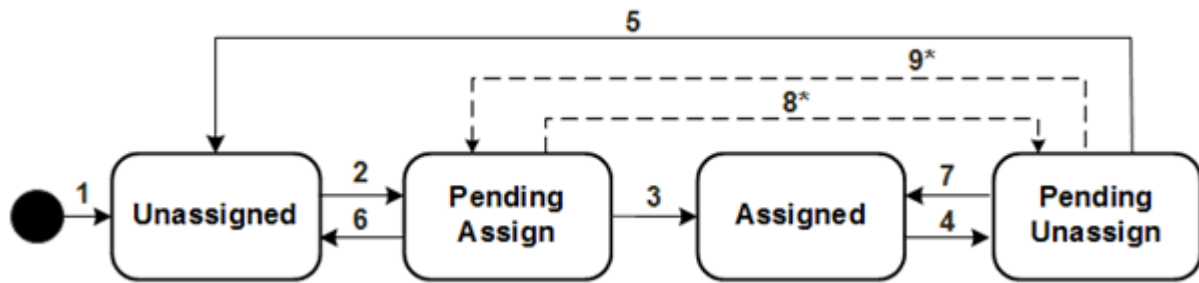 5
9*
8*
1
Unassigned
2
6
Pending
Assign
3
Assigned
7
4
Pending
Unassign